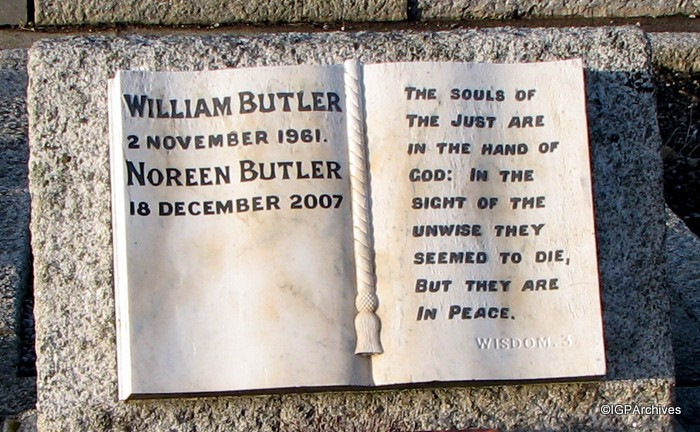 WILLIAM BUTLER
2 NOVEMBER 1961.
NOREEN BUTLER
18 DECEMBER 2007
THE SOULS OF
THE JUST ARE
IN THE HAND OF
GOD: IN THE
SIGHT OF THE
UNWISE THEY
SEEMED TO DIE,
BUT THEY ARE
IN PEACE.
WISDOM. 3
©IGPArchives